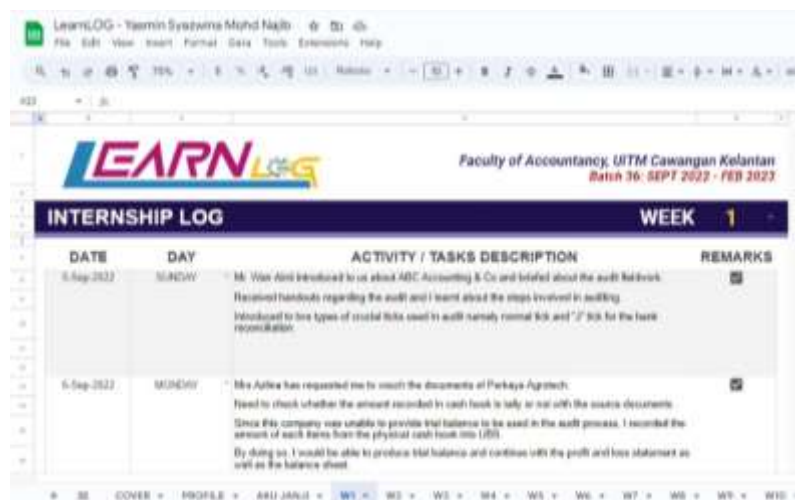 LearnLOG - Yasmin Syazwina Mohd Najib
File Edit View Insert Format Data Tools Extensions Help
75%
LEARN LOG
Faculty of Accountancy, UiTM Cawangan Kelantan
Batch 36: SEPT 2022 - FEB 2023
INTERNSHIP LOG WEEK 1
DATE DAY ACTIVITY / TASKS DESCRIPTION REMARKS
SUNDAY Mr. Wan introduced to us about ABC Accounting & Co and briefed about the audit fieldwork.
Received handouts regarding the audit and I learnt about the steps involved in auditing.
Introduced to two types of crucial ticks used in audit namely normal tick and "J" tick for the bank
reconciliation.
6-Sep-2022 MONDAY Mrs has requested me to vouch the documents of Perkaya Agrotech.
Need to check whether the amount recorded in cash book is tally or not with the source documents.
Since this company was unable to provide trial balance to be used in the audit process, I recorded the
amount of each items from the physical cash book into UBS.
By doing so, I would be able to produce trial balance and continue with the profit and loss statement as
well as the balance sheet.
COVER PROFILE AKU JANJI W1 W2 W3 W4 W5 W6 W7 W8 W9 W10